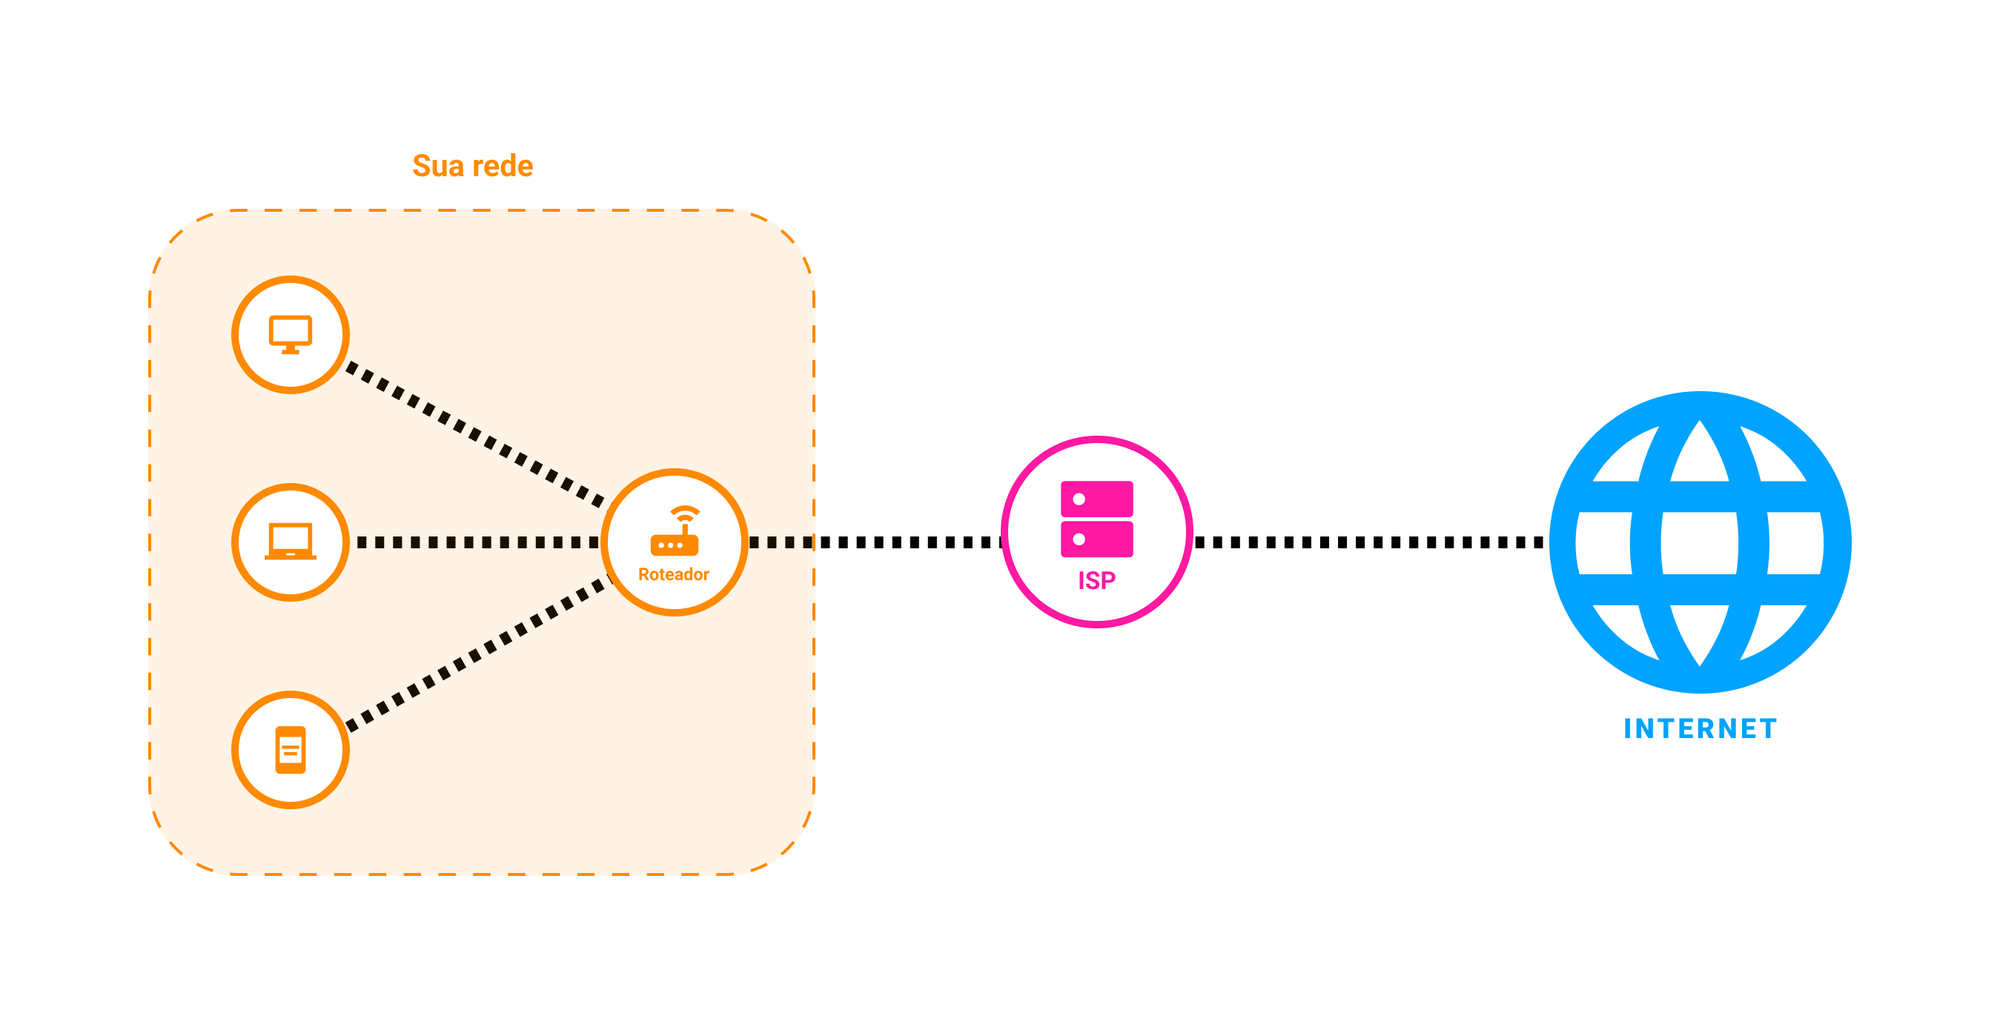 Sua rede
Roteador
ISP
INTERNET